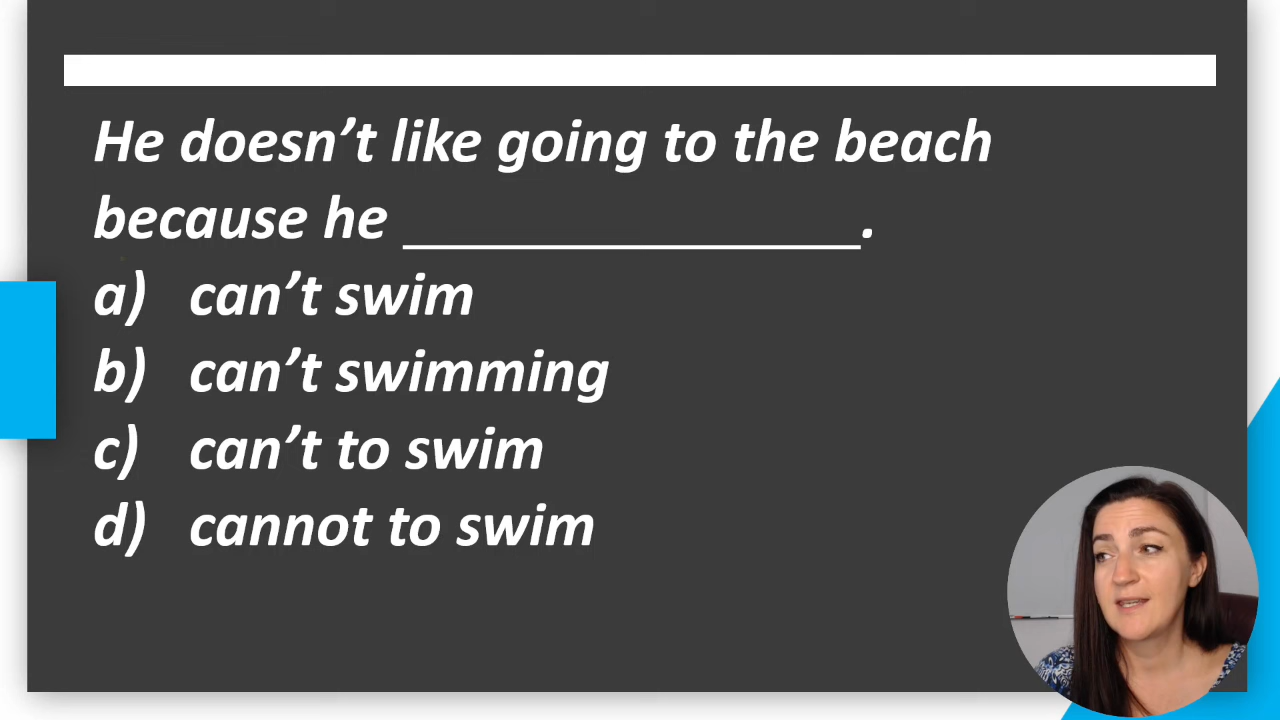 He doesn’t like going to the beach
because he ________________.
a) can’t swim
b) can’t swimming
c) can’t to swim
d) cannot to swim